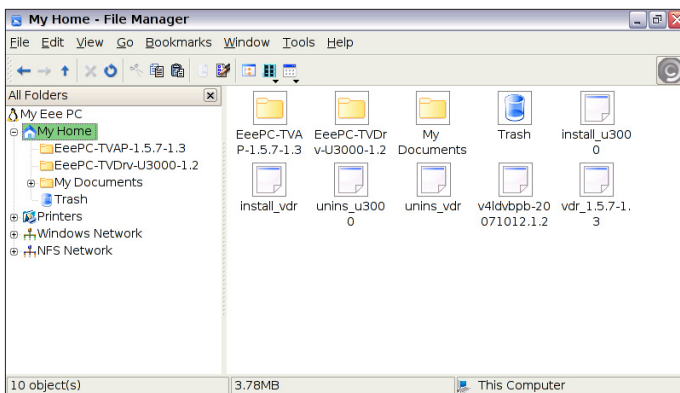 My Home - File Manager
File Edit View Go Bookmarks Window Tools Help
All Folders
My Eee PC
My Home
EeePC-TVAP-1.5.7-1.3
EeePC-TVDrv-U3000-1.2
My Documents
Trash
Printers
Windows Network
NFS Network
EeePC-TVA
P-1.5.7-1.3
EeePC-TVDr
v-U3000-1.2
My
Documents
Trash
install_u300
0
install_vdr
unins_u300
0
unins_vdr
v4ldvbpb-20
071012.1.2
vdr_1.5.7-1.
3
10 object(s)
3.78MB
This Computer